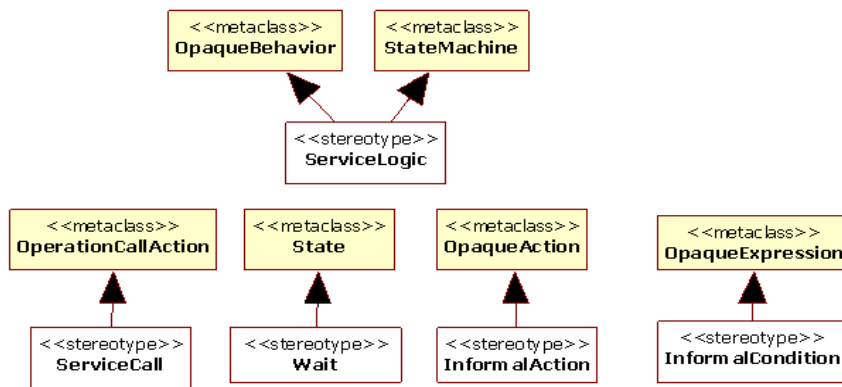 <<metaclass>>
OpaqueBehavior
<<metaclass>>
StateMachine
<<stereotype>>
ServiceLogic
<<metaclass>>
OperationCallAction
<<metaclass>>
State
<<metaclass>>
OpaqueAction
<<metaclass>>
OpaqueExpression
<<stereotype>>
ServiceCall
<<stereotype>>
Wait
<<stereotype>>
InformalAction
<<stereotype>>
InformalCondition